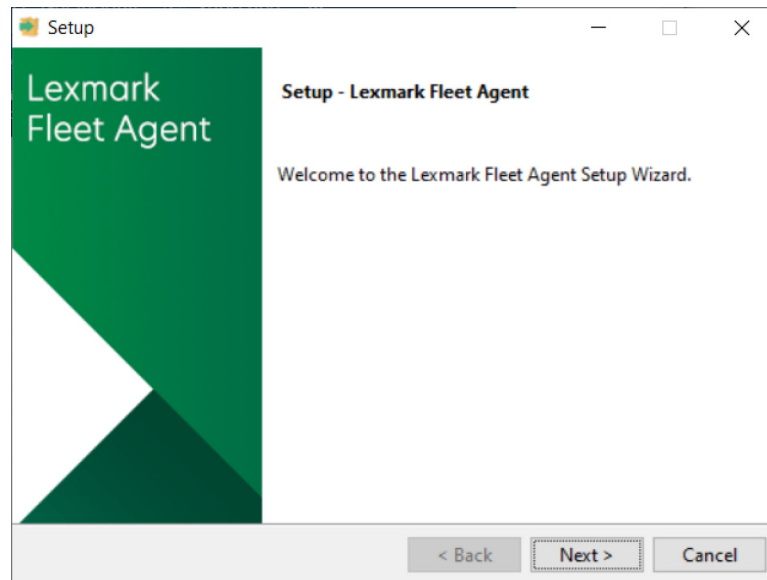 Setup
Lexmark
Fleet Agent
Setup - Lexmark Fleet Agent
Welcome to the Lexmark Fleet Agent Setup Wizard.
< Back
Next >
Cancel